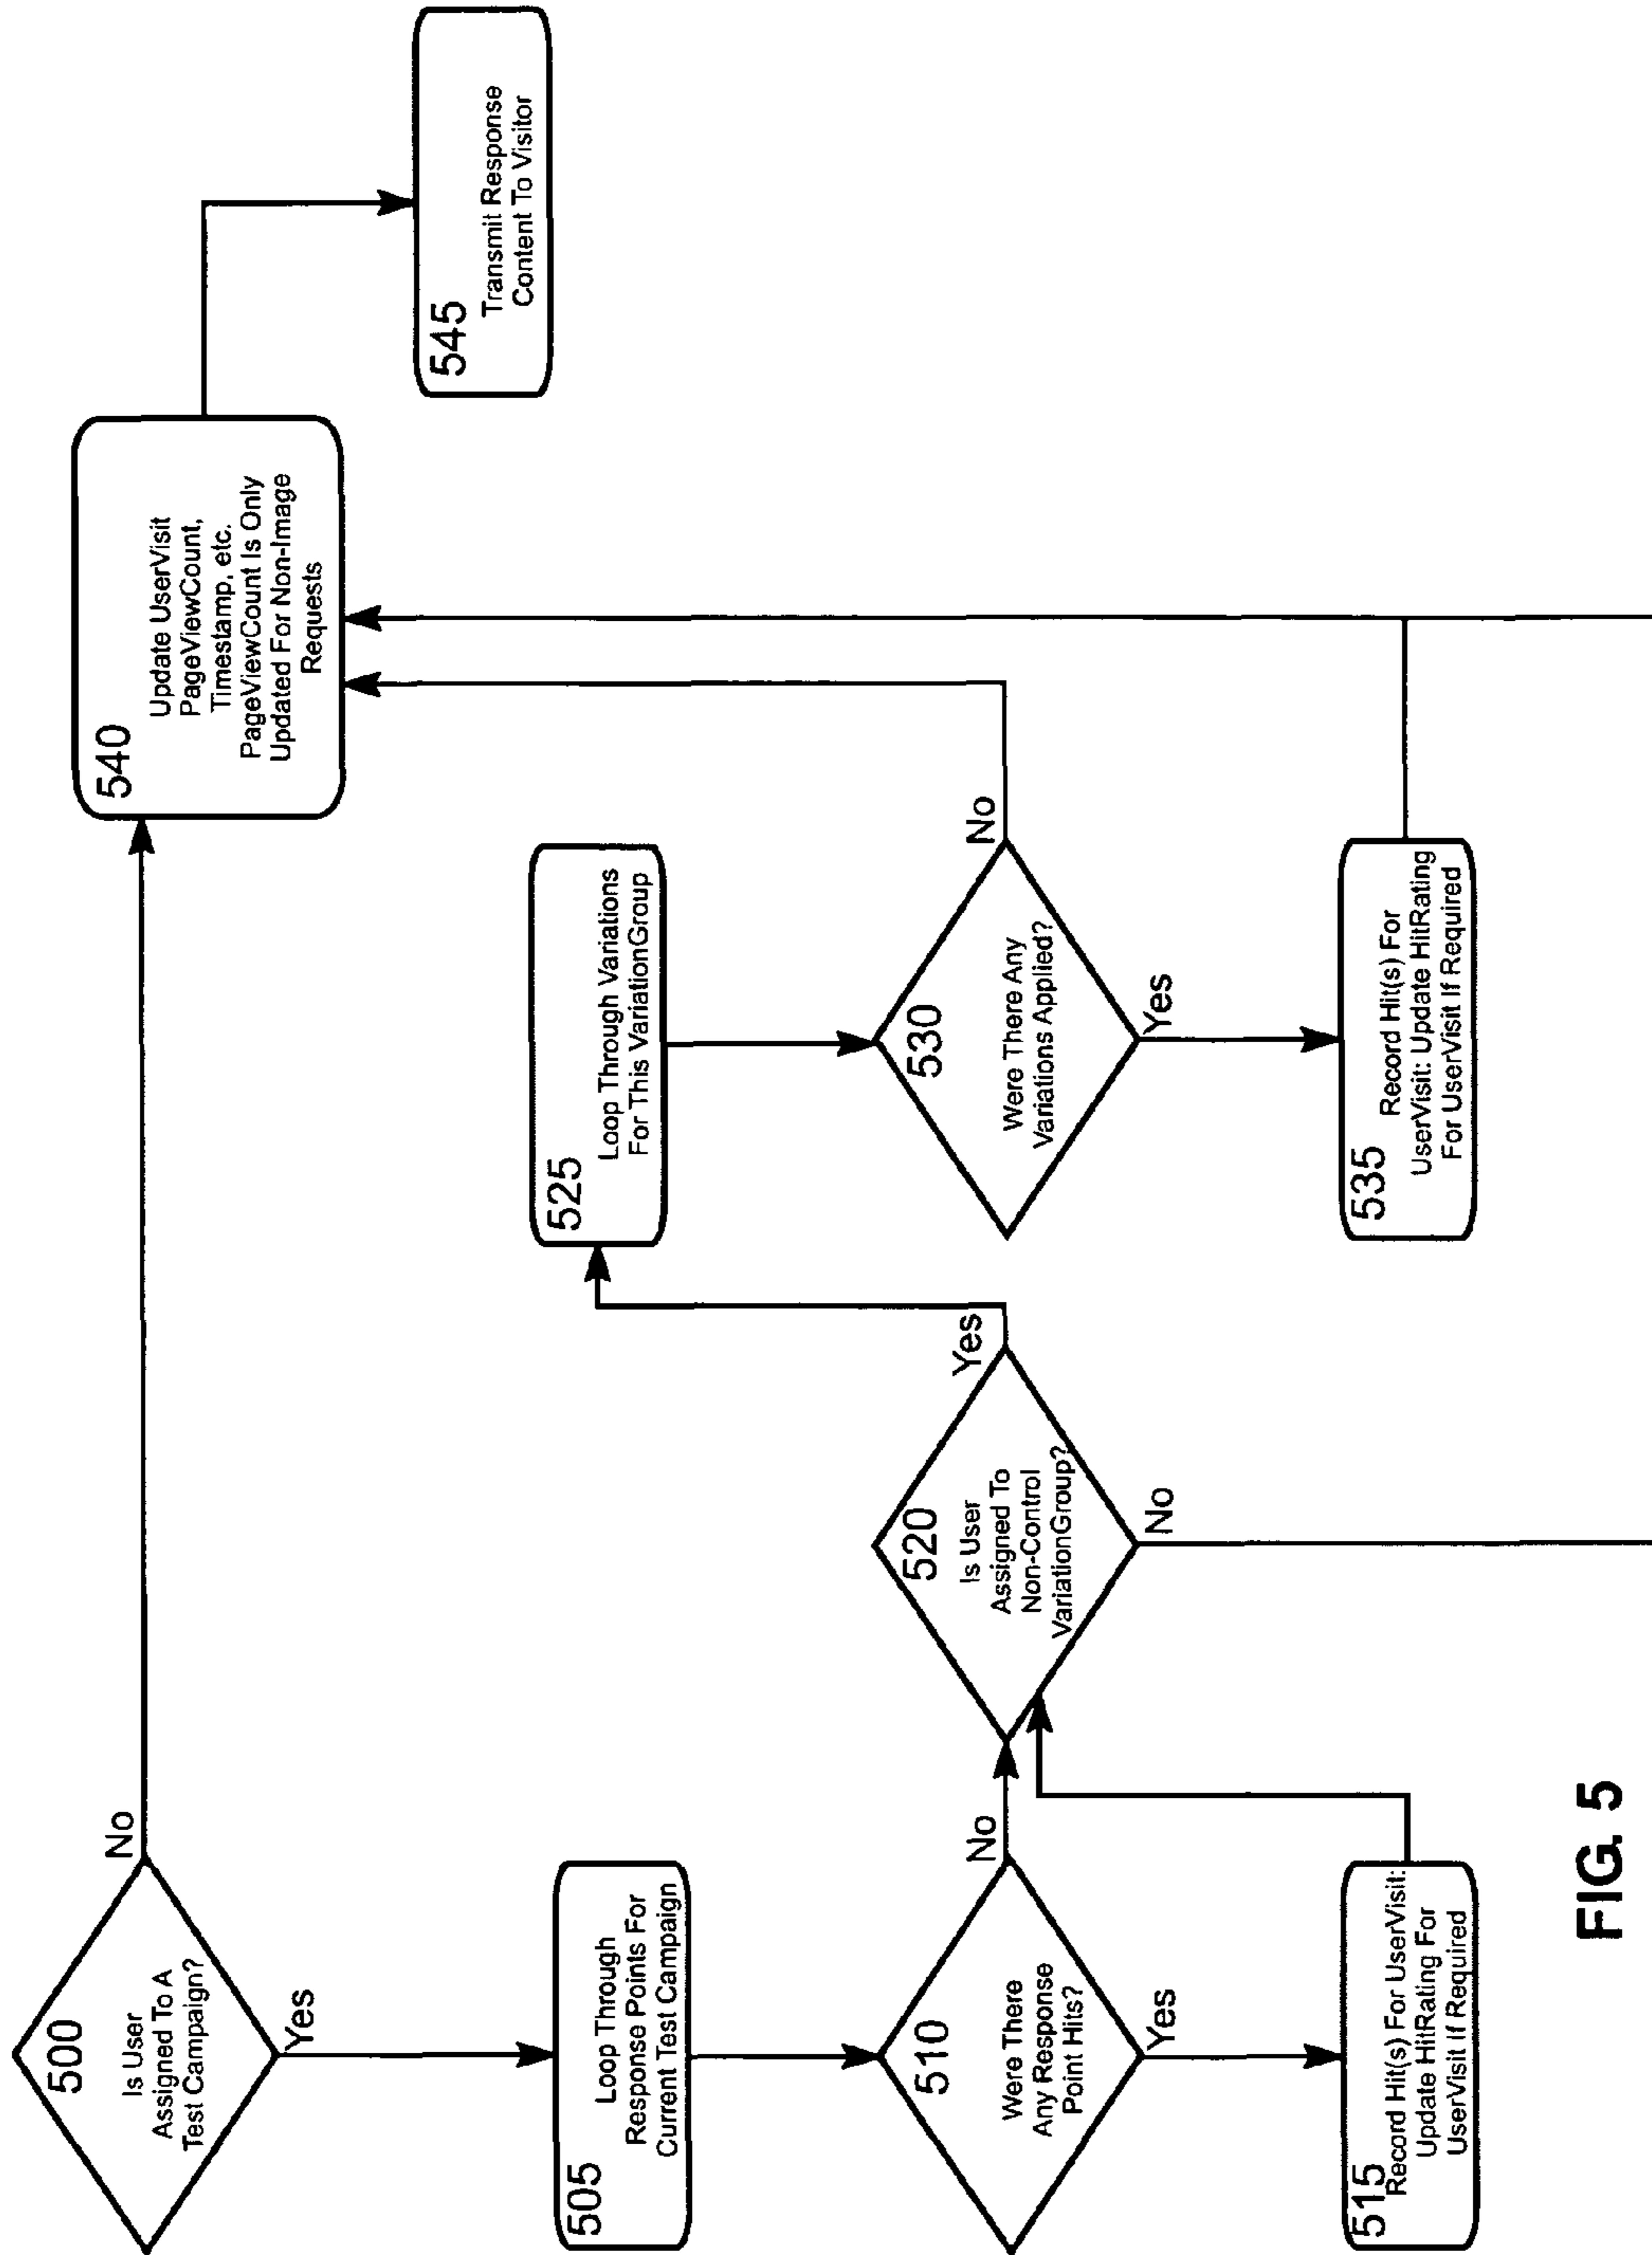 500
Is User
Assigned To A
Test Campaign?
No
Yes
505
Loop Through
Response Points For
Current Test Campaign
510
Were There
Any Response
Point Hits?
No
Yes
515
Record Hit(s) For UserVisit:
Update HitRating For
UserVisit If Required
520
Is User
Assigned To
Non-Control
VariationGroup?
Yes
No
525
Loop Through Variations
For This VariationGroup
530
Were There Any
Variations Applied?
No
Yes
535
Record Hit(s) For
UserVisit: Update HitRating
For UserVisit If Required
540
Update UserVisit
PageViewCount,
Timestamp, etc.
PageViewCount Is Only
Updated For Non-Image
Requests
545
Transmit Response
Content To Visitor
FIG. 5